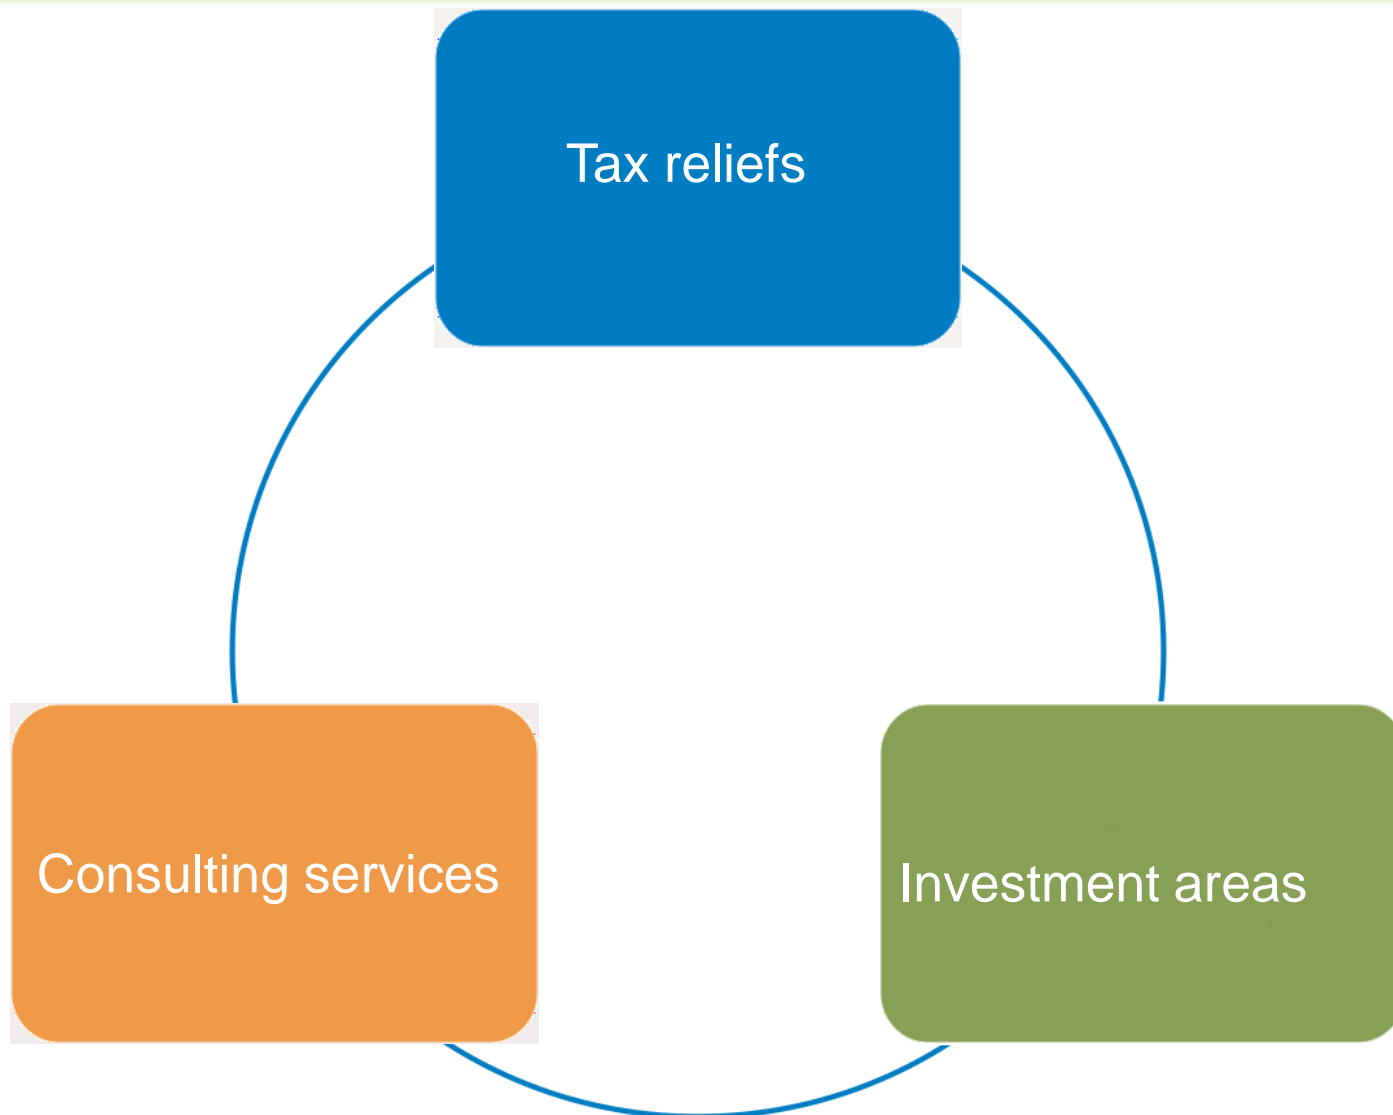 Tax reliefs
Consulting services
Investment areas